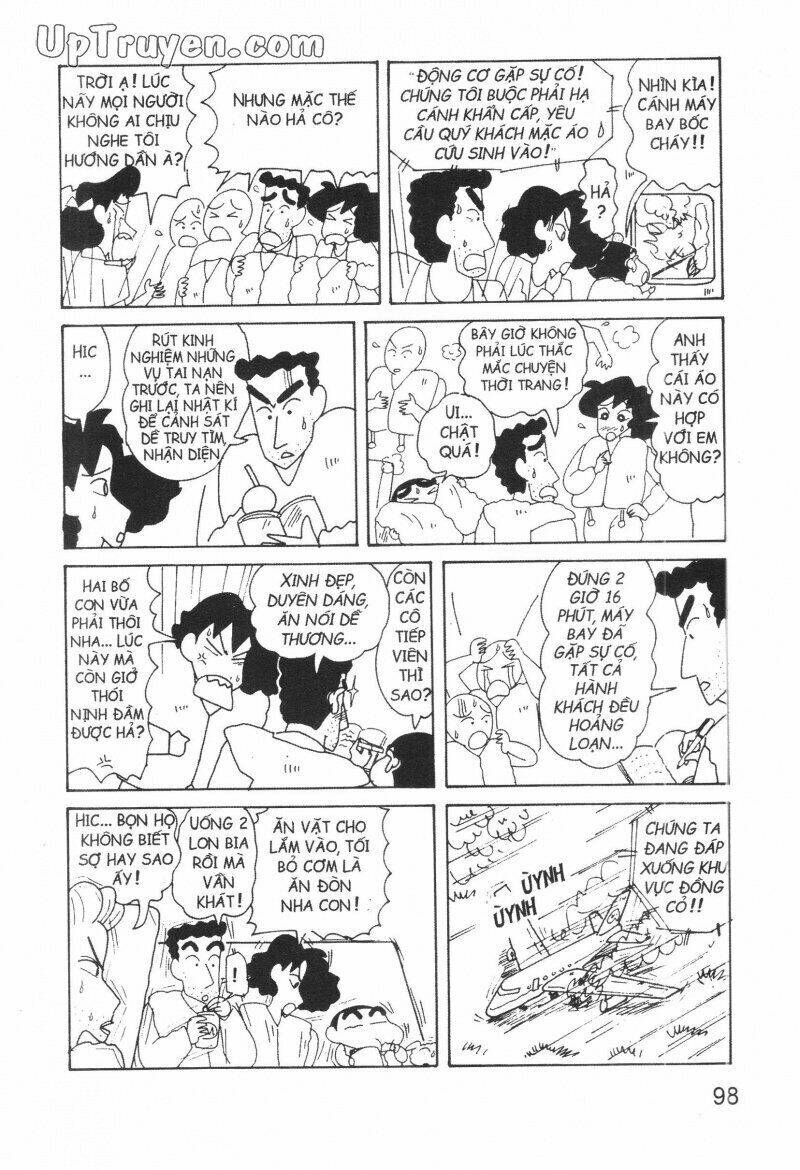 UpTruyen.com
NHÌN KÌA!
CÁNH MÁY
BAY BỐC
CHÁY!!
"ĐỘNG CƠ GẶP SỰ CỐ!
CHÚNG TÔI BUỘC PHẢI HẠ
CÁNH KHẨN CẤP, YÊU
CẦU QUÝ KHÁCH MẶC ÁO
CỨU SINH VÀO!"
HẢ
?
NHƯNG MẶC THẾ
NÀO HẢ CÔ?
TRỜI Ạ! LÚC
NÃY MỌI NGƯỜI
KHÔNG AI CHỊU
NGHE TÔI
HƯỚNG DẪN À?
ANH
THẤY
CÁI ÁO
NÀY CÓ
HỢP
VỚI EM
KHÔNG?
BÂY GIỜ KHÔNG
PHẢI LÚC THẮC
MẮC CHUYỆN
THỜI TRANG!
UI...
CHẬT
QUÁ!
RÚT KINH
NGHIỆM NHỮNG
VỤ TAI NẠN
TRƯỚC, TA NÊN
GHI LẠI NHẬT KÍ
ĐỂ CẢNH SÁT
DỄ TRUY TÌM,
NHẬN DIỆN
HIC
...
ĐÚNG 2
GIỜ 16
PHÚT, MÁY
BAY ĐÃ
GẶP SỰ CỐ,
TẤT CẢ
HÀNH
KHÁCH ĐỀU
HOẢNG
LOẠN...
CÒN
CÁC
CÔ
TIẾP
VIÊN
THÌ
SAO?
XINH ĐẸP,
DUYÊN DÁNG,
ĂN NÓI DỄ
THƯƠNG...
HAI BỐ
CON VỪA
PHẢI THÔI
NHA... LÚC
NÀY MÀ
CÒN GIỞ
THÓI
NỊNH ĐẦM
ĐƯỢC HẢ?
CHÚNG TA
ĐANG ĐÁP
XUỐNG KHU
VỰC ĐỒNG
CỎ!!
ÙỲNH
ÙỲNH
ĂN VẶT CHO
LẮM VÀO, TỐI
BỎ CƠM LÀ
ĂN ĐÒN
NHA CON!
UỐNG 2
LON BIA
RỒI MÀ
VẪN
KHÁT!
!
HIC... BỌN HỌ
KHÔNG BIẾT
SỢ HAY SAO
ẤY!
98